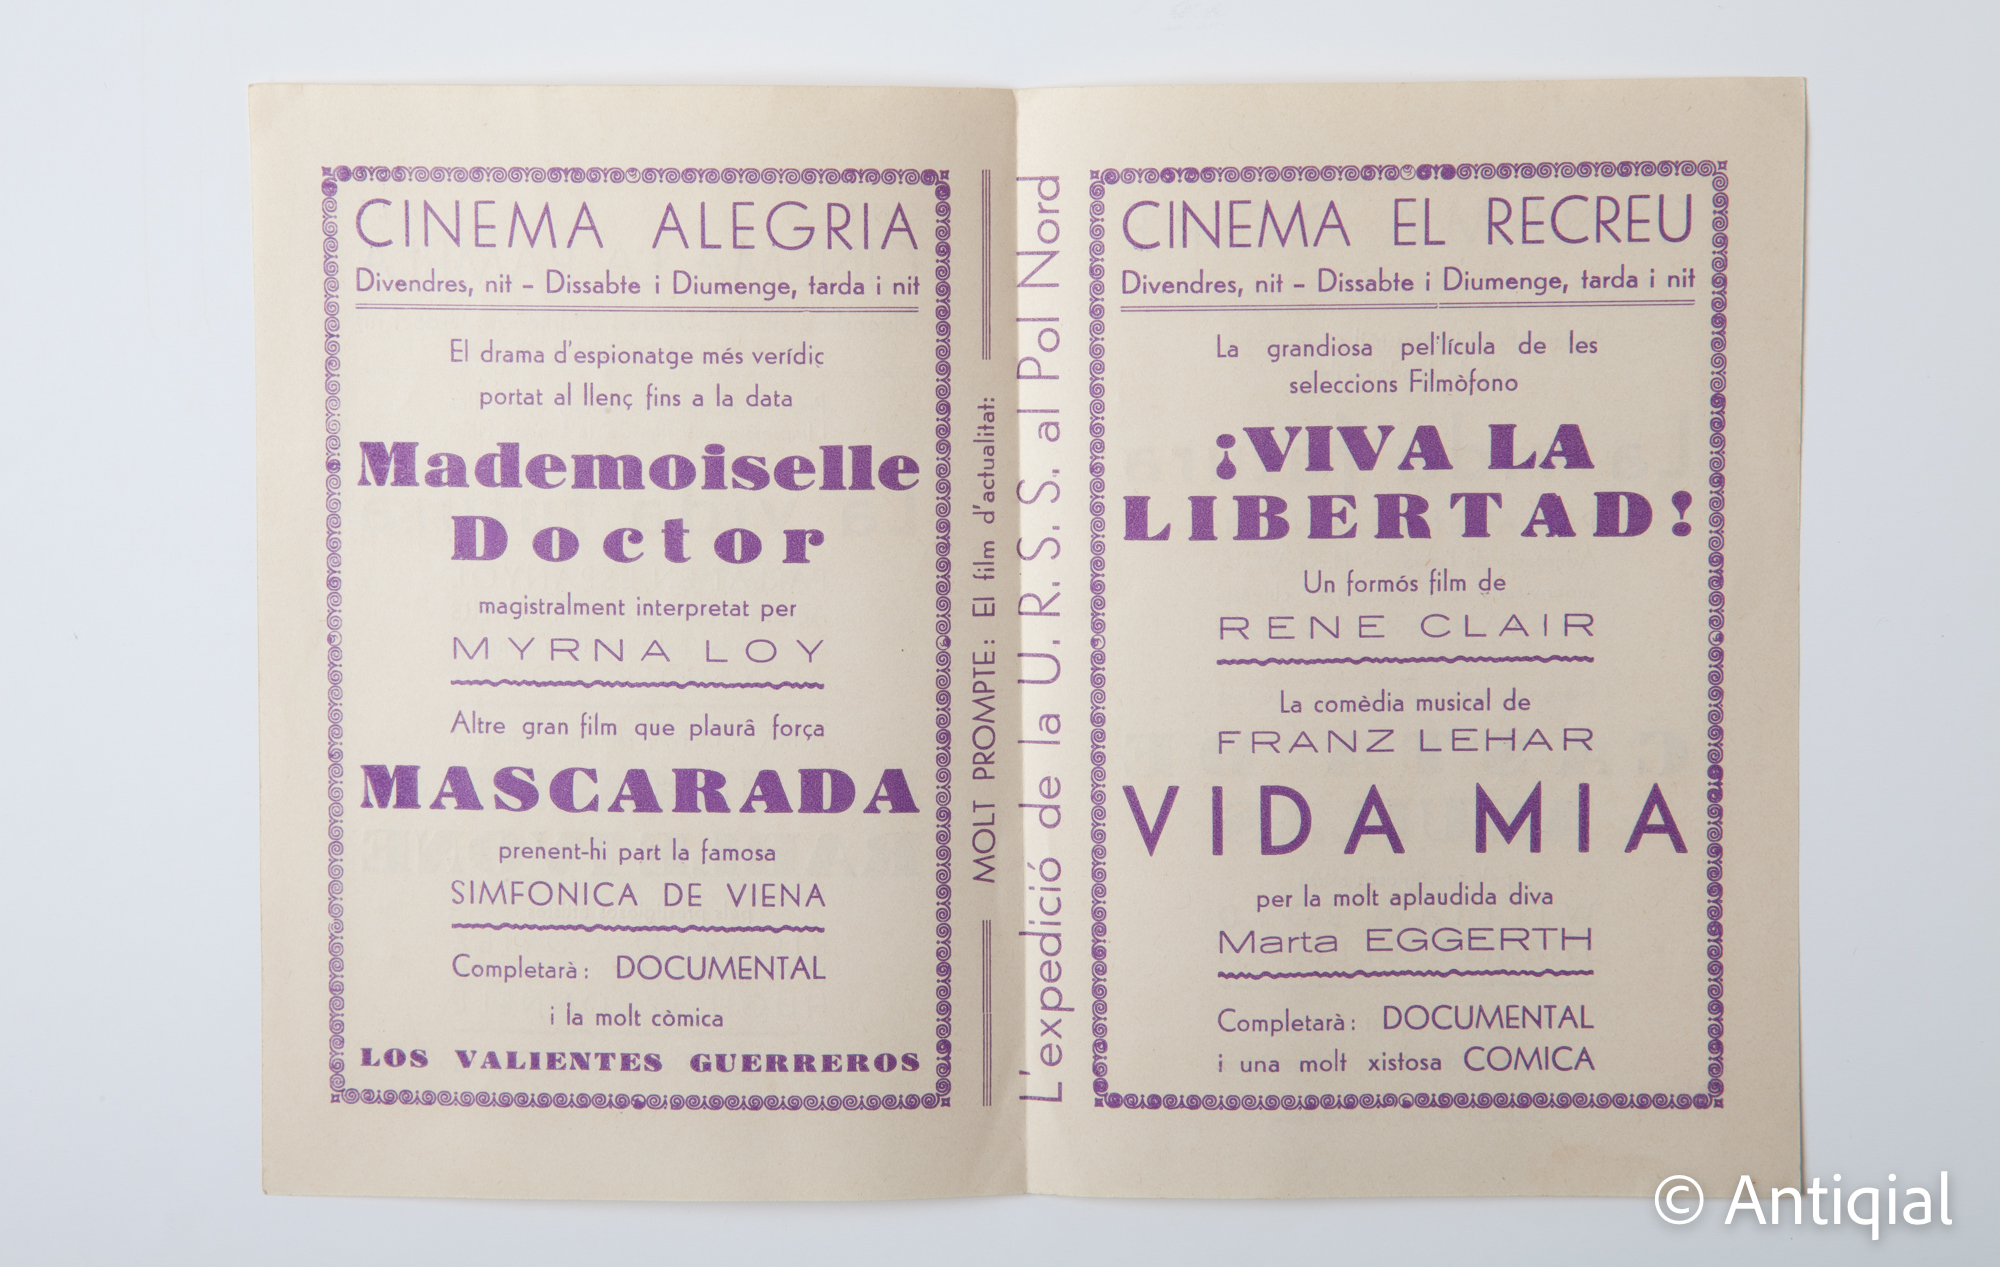 CINEMA ALEGRIA
Divendres, nit - Dissabte i Diumenge, tarda i nit
El drama d'espionatge més verídic
portat al llenç fins a la data
Mademoiselle
Doctor
magistralment interpretat per
MYRNA LOY
Altre gran film que plaurâ força
MASCARADA
prenent-hi part la famosa
SIMFONICA DE VIENA
Completarà: DOCUMENTAL
i la molt còmica
LOS VALIENTES GUERREROS
MOLT PROMPTE: El film d'actualitat:
L'expedició de la U.R.S.S. al Pol Nord
CINEMA EL RECREU
Divendres, nit - Dissabte i Diumenge, tarda i nit
La grandiosa pel·lícula de les
seleccions Filmòfono
¡VIVA LA
LIBERTAD!
Un formós film de
RENE CLAIR
La comèdia musical de
FRANZ LEHAR
VIDA MIA
per la molt aplaudida diva
Marta EGGERTH
Completarà: DOCUMENTAL
i una molt xistosa COMICA
© Antiqial